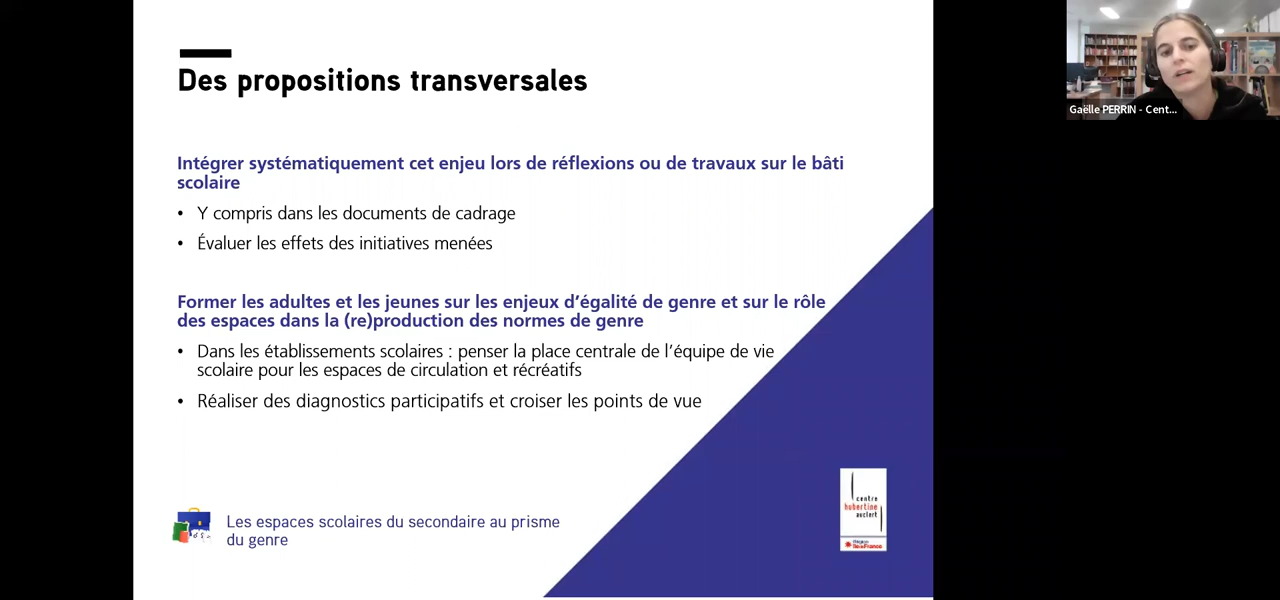 Des propositions transversales
Intégrer systématiquement cet enjeu lors de réflexions ou de travaux sur le bâti
scolaire
• Y compris dans les documents de cadrage
• Évaluer les effets des initiatives menées
Former les adultes et les jeunes sur les enjeux d’égalité de genre et sur le rôle
des espaces dans la (re)production des normes de genre
• Dans les établissements scolaires : penser la place centrale de l’équipe de vie
scolaire pour les espaces de circulation et récréatifs
• Réaliser des diagnostics participatifs et croiser les points de vue
Les espaces scolaires du secondaire au prisme
du genre
centre
hubertine
auclert
Région
îledeFrance
Gaëlle PERRIN - Cent...